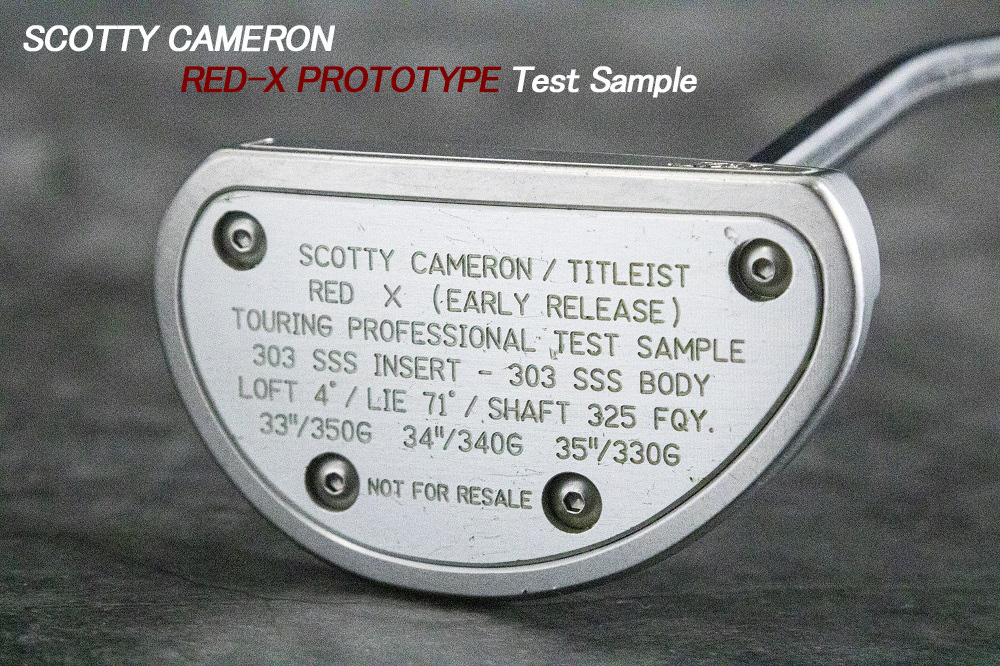 SCOTTY CAMERON
RED-X PROTOTYPE Test Sample
SCOTTY CAMERON / TITLEIST
RED X (EARLY RELEASE)
TOURING PROFESSIONAL TEST SAMPLE
303 SSS INSERT - 303 SSS BODY
LOFT 4° / LIE 71° / SHAFT 325 FQY.
33"/350G 34"/340G 35"/330G
NOT FOR RESALE